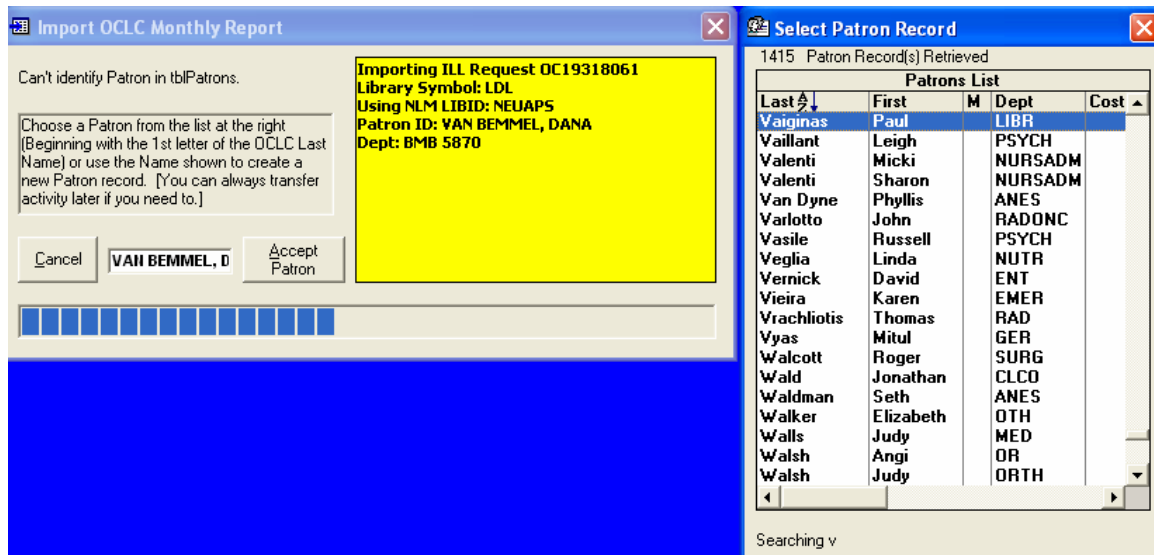 Import OCLC Monthly Report
Can't identify Patron in tblPatrons.
Choose a Patron from the list at the right
(Beginning with the 1st letter of the OCLC Last
Name) or use the Name shown to create a
new Patron record. [You can always transfer
activity later if you need to.]
Cancel
VAN BEMMEL, D
Accept
Patron
Importing ILL Request OC19318061
Library Symbol: LDL
Using NLM LIBID: NEUAPS
Patron ID: VAN BEMMEL, DANA
Dept: BMB 5870
Select Patron Record
1415 Patron Record(s) Retrieved
Patrons List
Last First M Dept Cost
Vaiginas Paul LIBR
Vaillant Leigh PSYCH
Valenti Micki NURSADM
Valenti Sharon NURSADM
Van Dyne Phyllis ANES
Varlotto John RADONC
Vasile Russell PSYCH
Veglia Linda NUTR
Vernick David ENT
Vieira Karen EMER
Vrachliotis Thomas RAD
Vyas Mitul GER
Walcott Roger SURG
Wald Jonathan CLCO
Waldman Seth ANES
Walker Elizabeth OTH
Walls Judy MED
Walsh Angi OR
Walsh Judy ORTH
Searching v